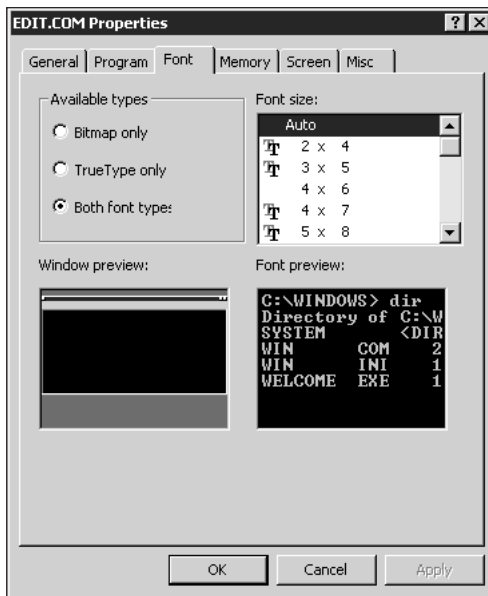 EDIT.COM Properties
General Program Font Memory Screen Misc
Available types
Bitmap only
TrueType only
Both font types
Font size:
Auto
2 x 4
3 x 5
4 x 6
4 x 7
5 x 8
Window preview:
Font preview:
C:\WINDOWS> dir
Directory of C:\W
SYSTEM <DIR
WIN COM 2
WIN INI 1
WELCOME EXE 1
OK Cancel Apply